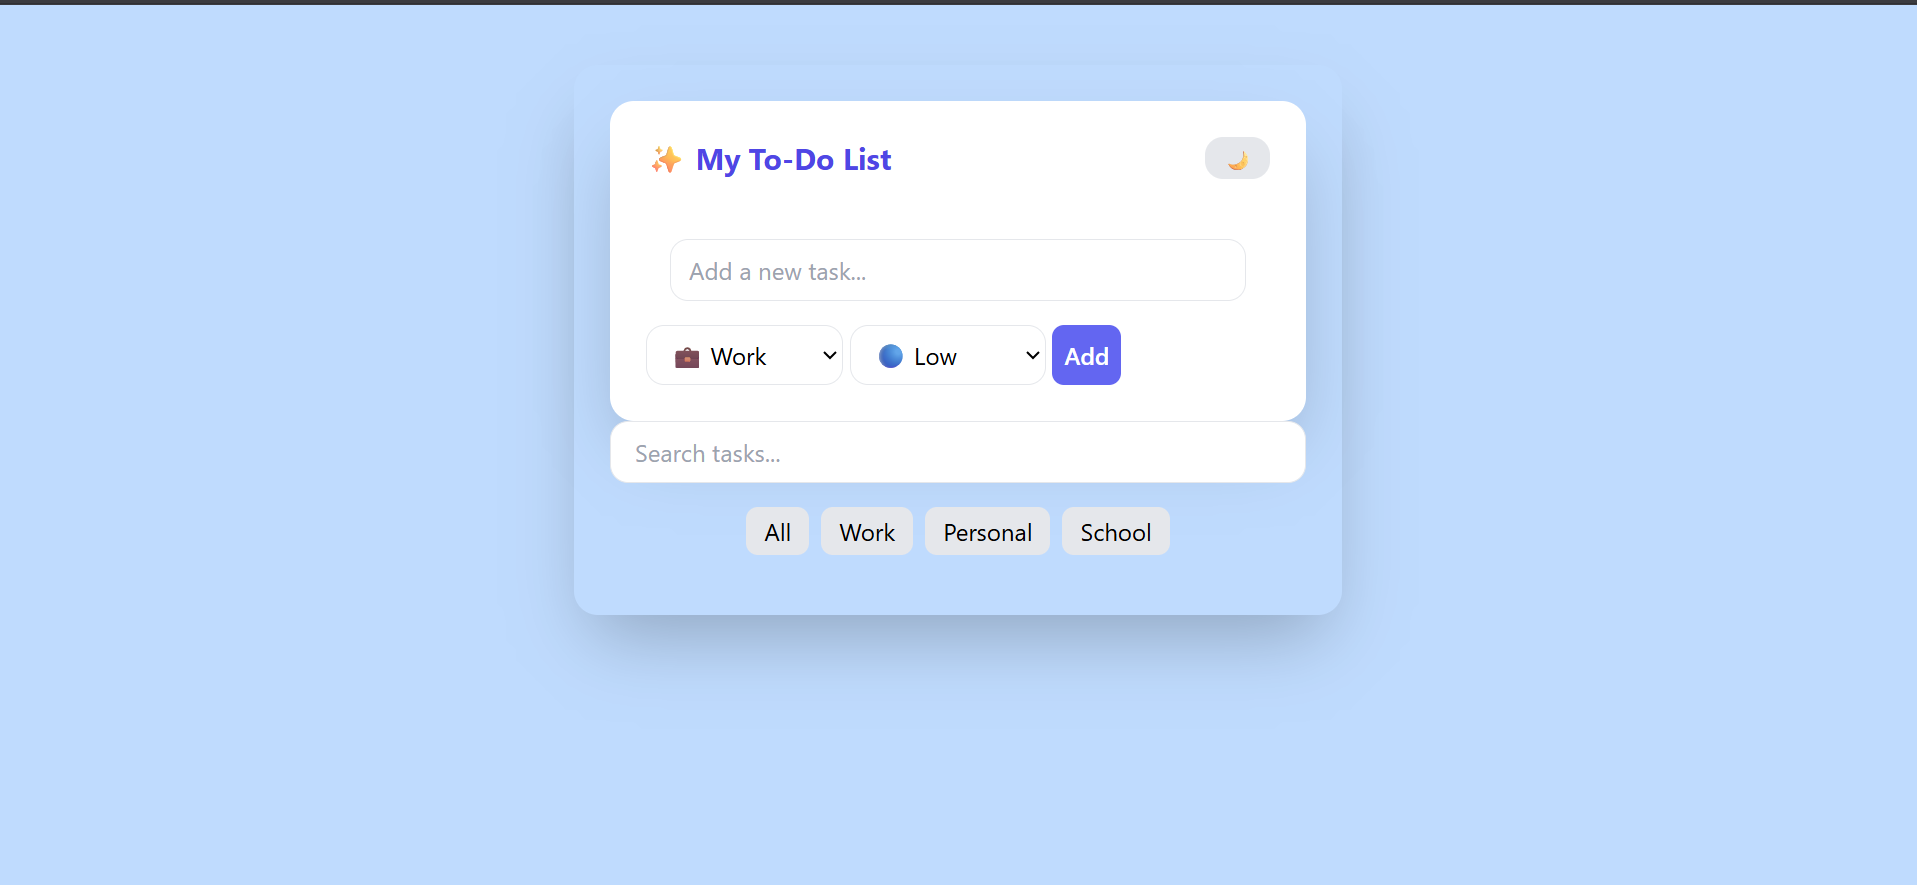 ✨ My To-Do List
🌙
Add a new task...
💼 Work 🔵 Low Add
Search tasks...
All Work Personal School